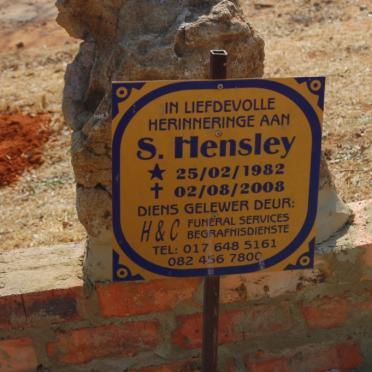 IN LIEFDEVOLLE
HERINNERINGE AAN
S. Hensley
★ 25/02/1982
✝ 02/08/2008
DIENS GELEWER DEUR:
H&C FUNERAL SERVICES
BEGRAFNISDIENSTE
TEL: 017 648 5161
082 456 7800